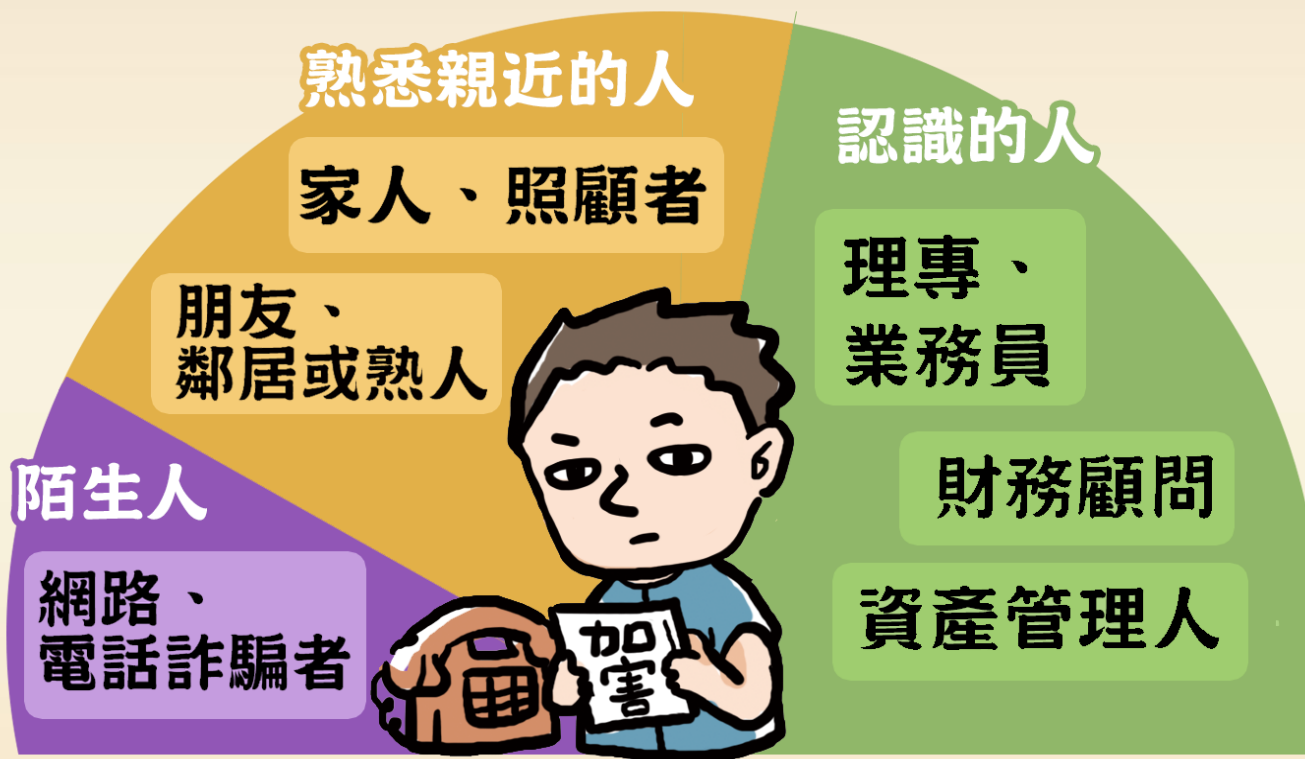 熟悉親近的人
家人、照顧者
朋友、
鄰居或熟人
認識的人
理專、
業務員
財務顧問
資產管理人
陌生人
網路、
電話詐騙者
加
害